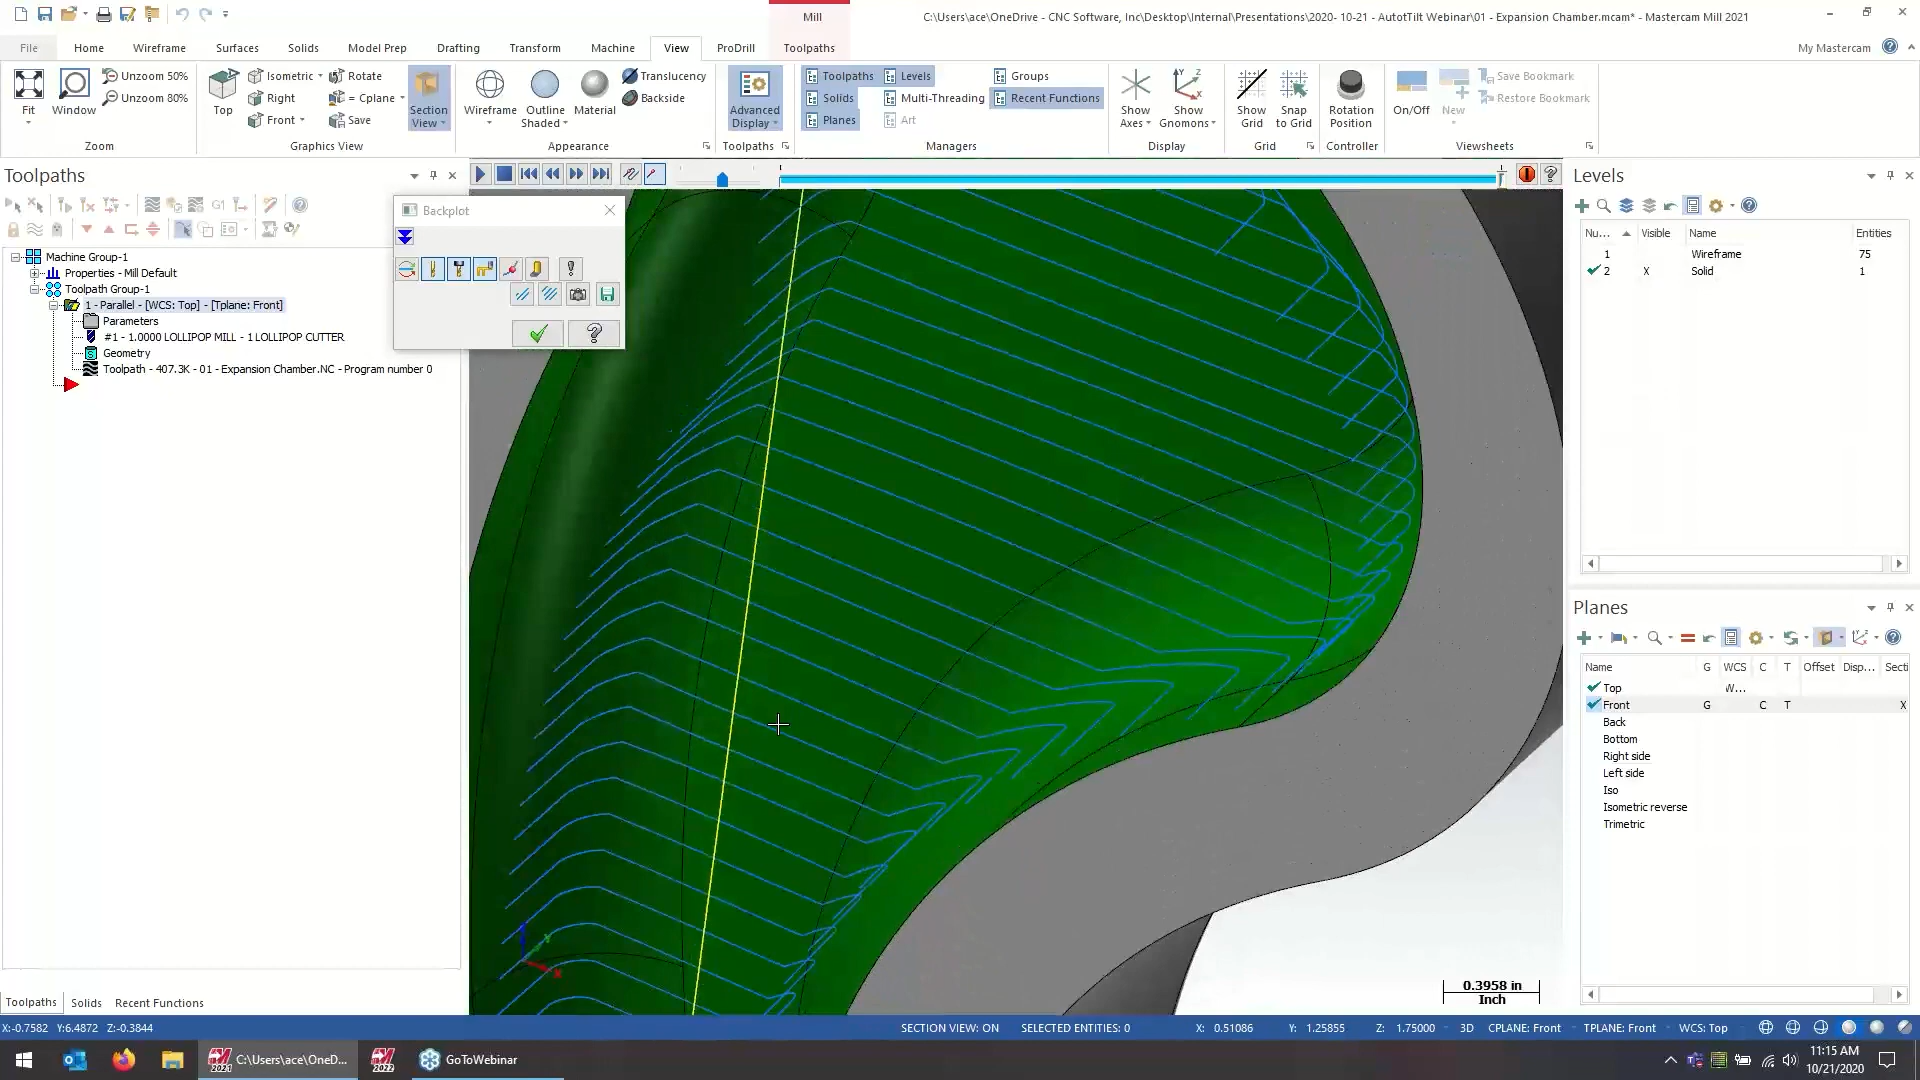 Mill
C:\Users\ace\OneDrive - CNC Software, Inc\Desktop\Internal\Presentations\2020- 10-21 - AutotTilt Webinar\01 - Expansion Chamber.mcam* - Mastercam Mill 2021
File Home Wireframe Surfaces Solids Model Prep Drafting Transform Machine View ProDrill Toolpaths
My Mastercam
Fit
Window
Unzoom 50%
Unzoom 80%
Zoom
Top
Isometric
Right
Front
Rotate
= Cplane
Save
Section View
Graphics View
Wireframe
Outline Shaded
Material
Translucency
Backside
Appearance
Advanced Display
Toolpaths
Toolpaths
Solids
Planes
Levels
Multi-Threading
Art
Groups
Recent Functions
Managers
Show Axes
Show Gnomons
Display
Show Grid
Snap to Grid
Grid
Rotation Position
Controller
On/Off
New
Save Bookmark
Restore Bookmark
Viewsheets
Toolpaths
G1
Machine Group-1
Properties - Mill Default
Toolpath Group-1
1 - Parallel - [WCS: Top] - [Tplane: Front]
Parameters
#1 - 1.0000 LOLLIPOP MILL - 1 LOLLIPOP CUTTER
Geometry
Toolpath - 407.3K - 01 - Expansion Chamber.NC - Program number 0
Backplot
Levels
Nu... Visible Name Entities
1 Wireframe 75
2 X Solid 1
Planes
Name G WCS C T Offset Disp... Secti
Top W...
Front G C T X
Back
Bottom
Right side
Left side
Iso
Isometric reverse
Trimetric
x
0.3958 in
Inch
Toolpaths Solids Recent Functions
X:-0.7582 Y:6.4872 Z:-0.3844
SECTION VIEW: ON SELECTED ENTITIES: 0 X: 0.51086 Y: 1.25855 Z: 1.75000 3D CPLANE: Front TPLANE: Front WCS: Top
2021
C:\Users\ace\OneD...
2022
GoToWebinar
11:15 AM
10/21/2020